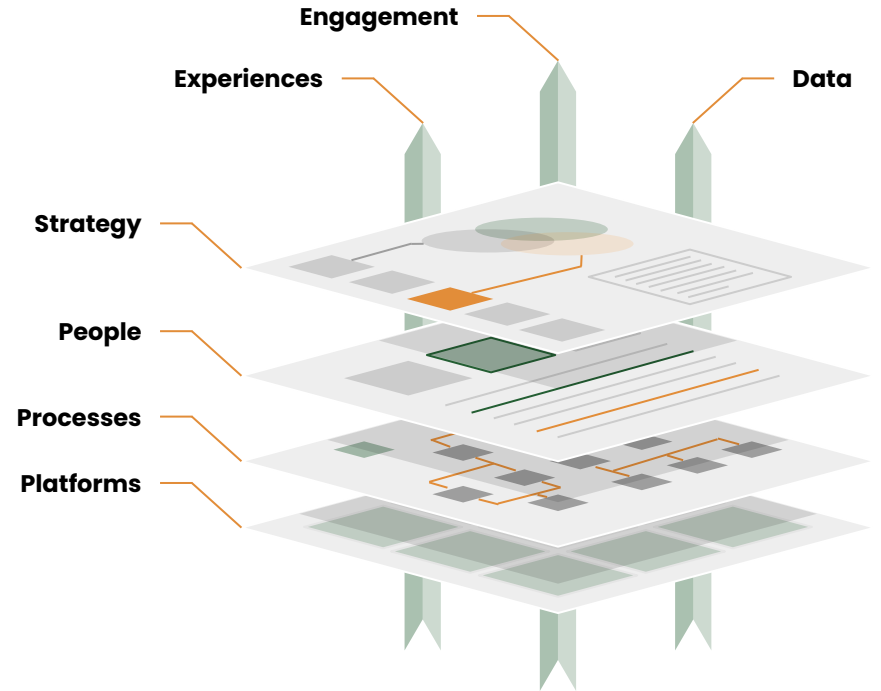 Engagement
Experiences
Data
Strategy
People
Processes
Platforms